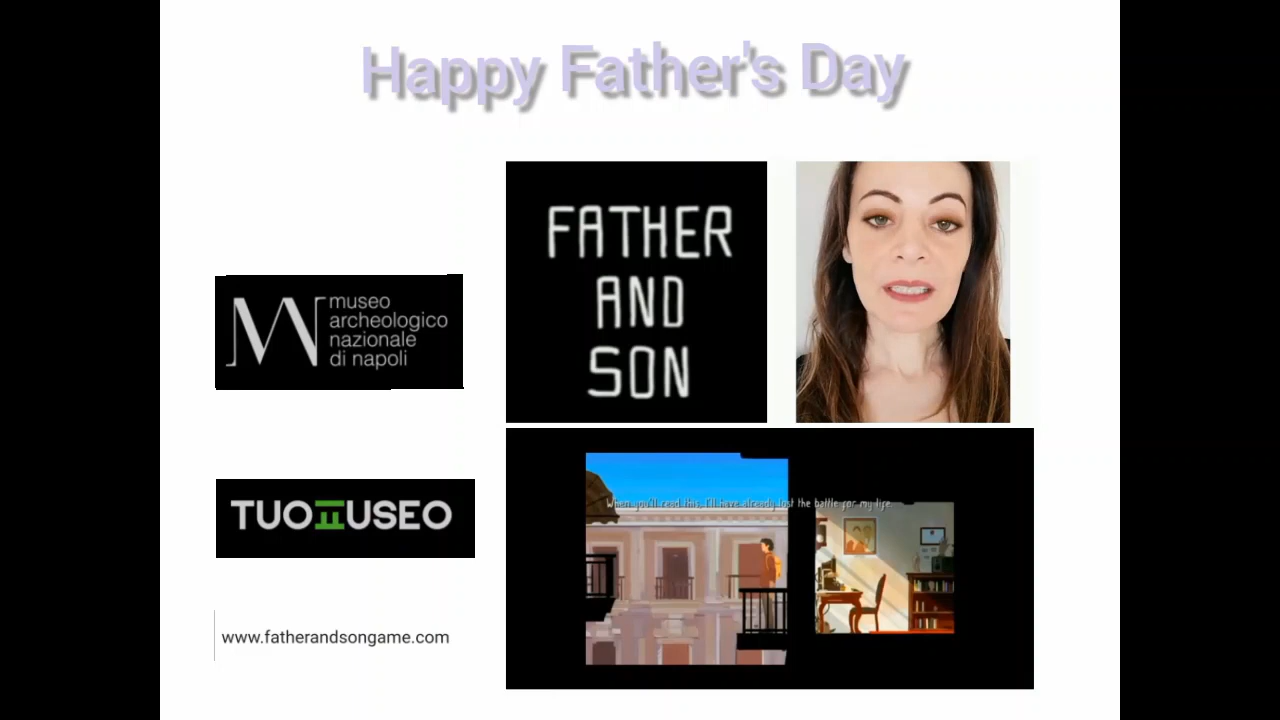 Happy Father's Day
FATHER
AND
SON
museo
archeologico
nazionale
di napoli
TUOMUSEO
When you'll read this, I'll have already lost the battle for my life.
www.fatherandsongame.com